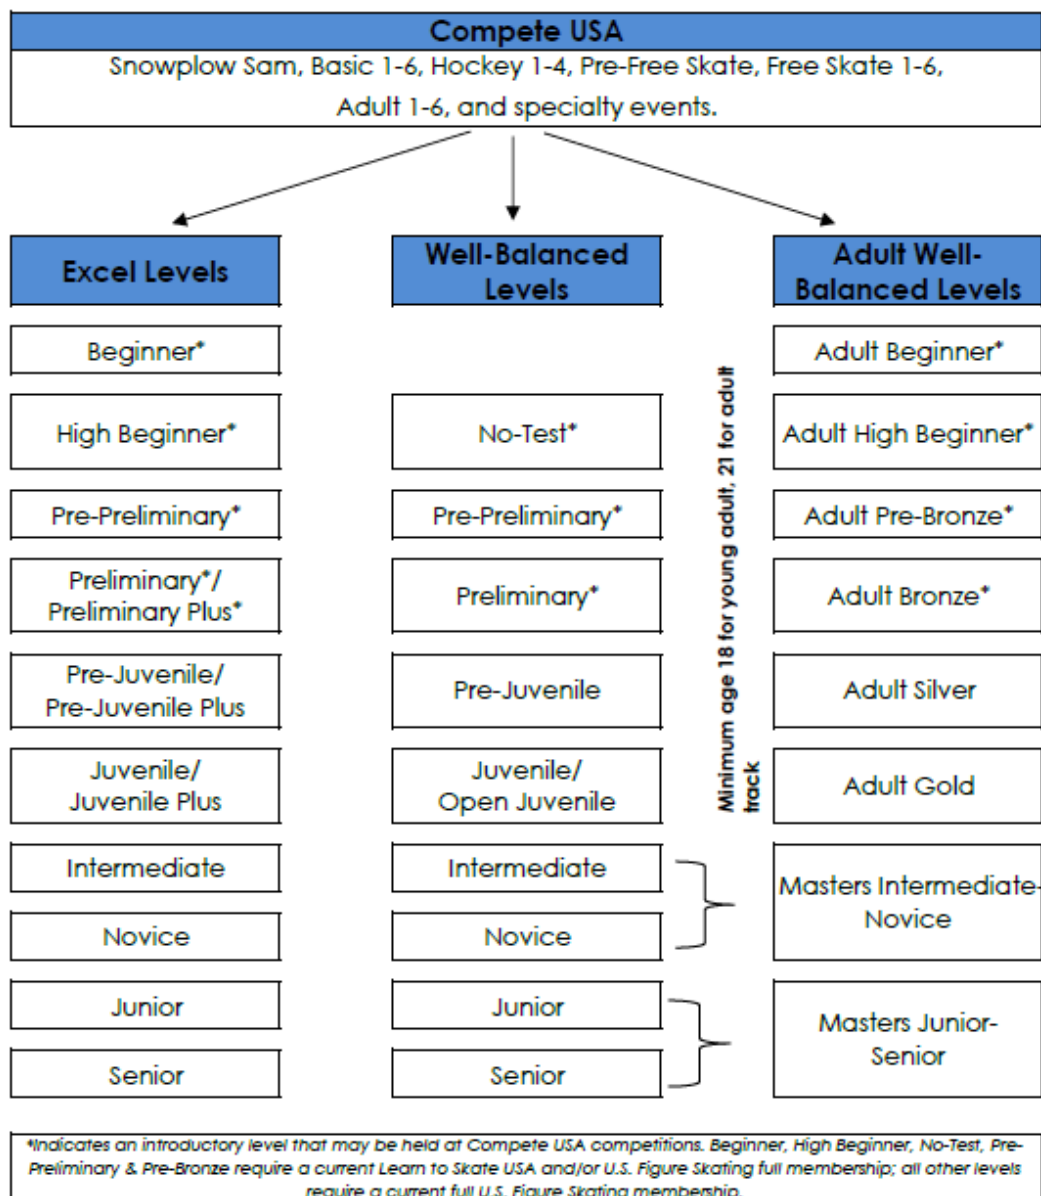 Compete USA
Snowplow Sam, Basic 1-6, Hockey 1-4, Pre-Free Skate, Free Skate 1-6,
Adult 1-6, and specialty events.
Excel Levels
Beginner*
High Beginner*
Pre-Preliminary*
Preliminary*/
Preliminary Plus*
Pre-Juvenile/
Pre-Juvenile Plus
Juvenile/
Juvenile Plus
Intermediate
Novice
Junior
Senior
Well-Balanced
Levels
No-Test*
Pre-Preliminary*
Preliminary*
Pre-Juvenile
Juvenile/
Open Juvenile
Intermediate
Novice
Junior
Senior
Minimum age 18 for young adult, 21 for adult
track
Adult Well-
Balanced Levels
Adult Beginner*
Adult High Beginner*
Adult Pre-Bronze*
Adult Bronze*
Adult Silver
Adult Gold
Masters Intermediate-
Novice
Masters Junior-
Senior
*Indicates an introductory level that may be held at Compete USA competitions. Beginner, High Beginner, No-Test, Pre-
Preliminary & Pre-Bronze require a current Learn to Skate USA and/or U.S. Figure Skating full membership; all other levels
require a current full U.S. Figure Skating membership.